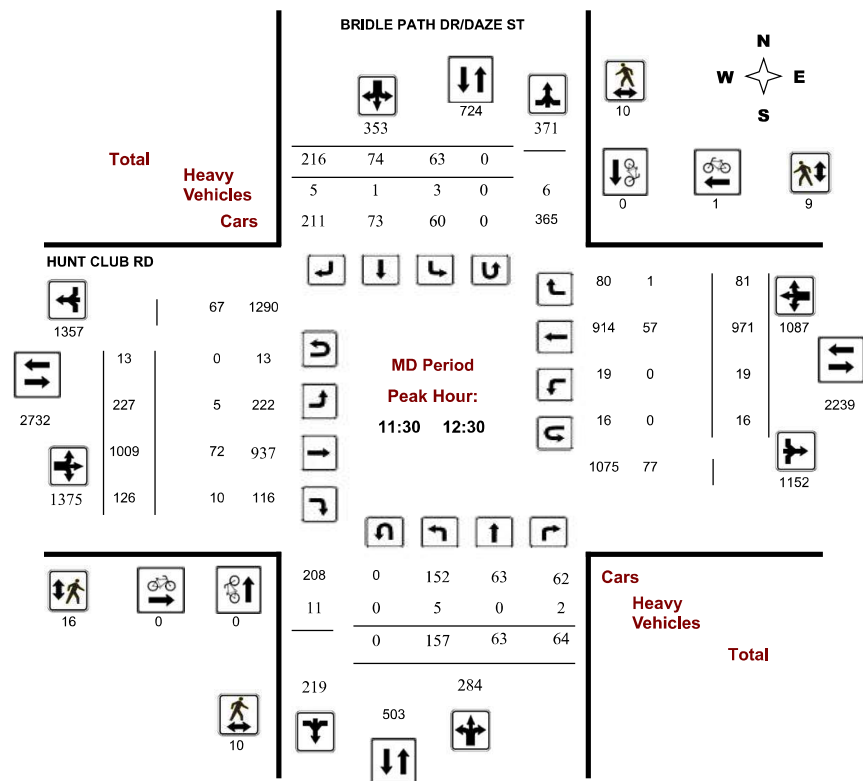 BRIDLE PATH DR/DAZE ST
N
W E
S
353 724 371 10
Total 216 74 63 0
Heavy Vehicles 5 1 3 0 6
Cars 211 73 60 0 365
0 1 9
HUNT CLUB RD
1357 67 1290
80 1 81
914 57 971 1087
2732 13 0 13
19 0 19
2239
227 5 222
16 0 16
1009 72 937
1075 77 1152
1375 126 10 116
MD Period
Peak Hour:
11:30 12:30
208 0 152 63 62 Cars
11 0 5 0 2 Heavy Vehicles
0 157 63 64 Total
16 0 0
219 503 284
10